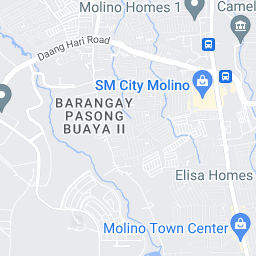 Molino Homes 1
Camel
Daang Hari Road
SM City Molino
BARANGAY
PASONG
BUAYA II
Elisa Homes
Molino Town Center